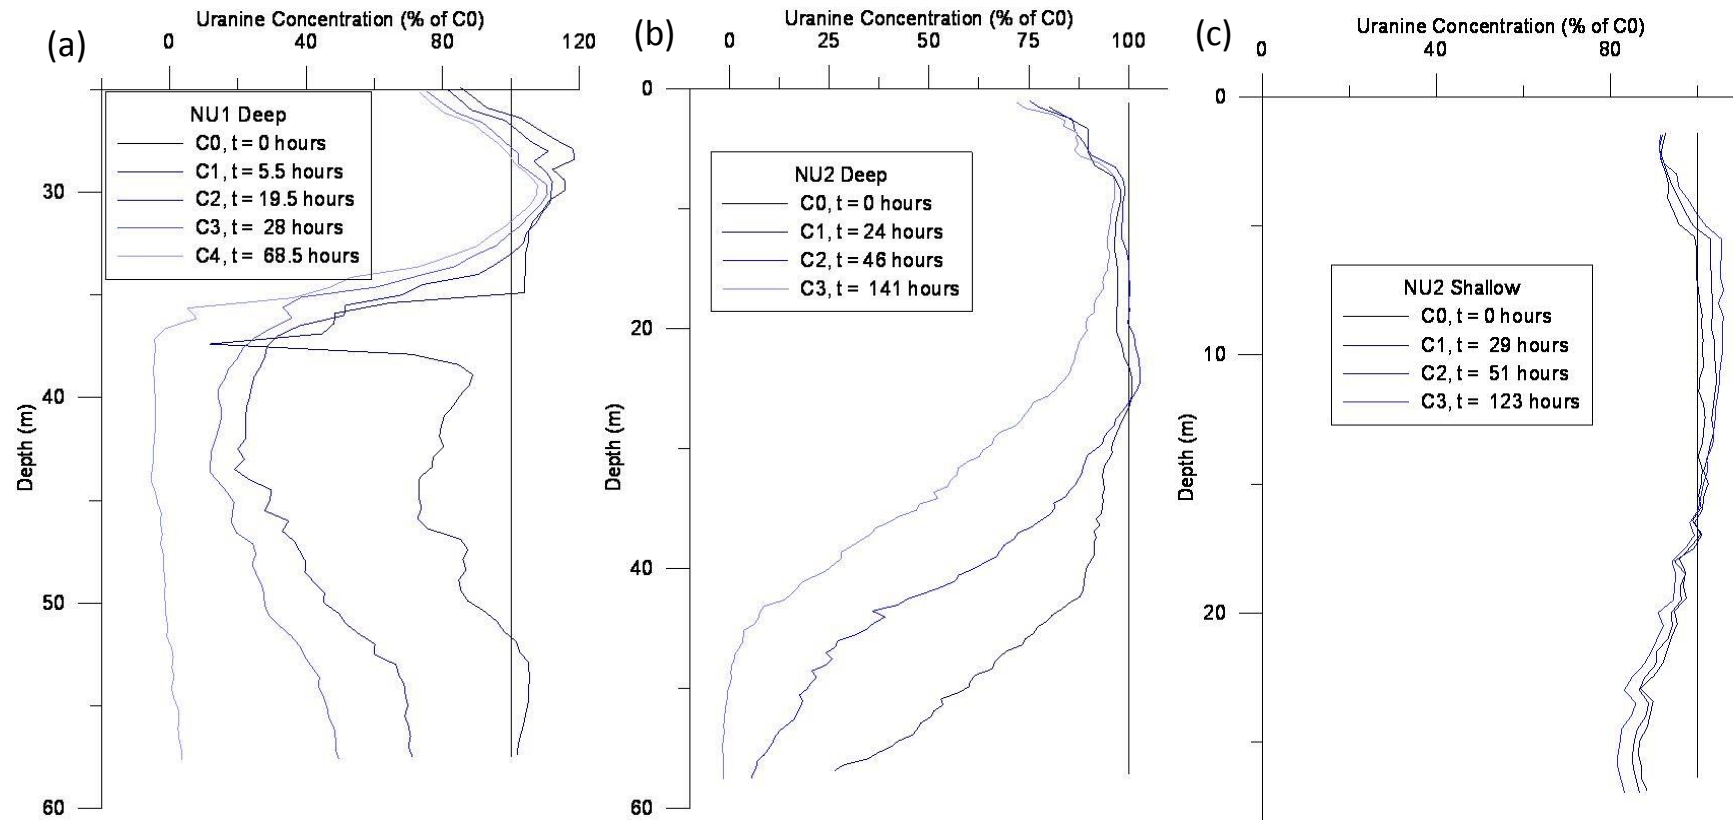 (a)
Uranine Concentration (% of C0)
0 40 80 120
NU1 Deep
C0, t = 0 hours
C1, t = 5.5 hours
C2, t = 19.5 hours
C3, t = 28 hours
C4, t = 68.5 hours
30
40
50
60
Depth (m)
(b)
Uranine Concentration (% of C0)
0 25 50 75 100
0
NU2 Deep
C0, t = 0 hours
C1, t = 24 hours
C2, t = 46 hours
C3, t = 141 hours
20
40
60
Depth (m)
(c)
Uranine Concentration (% of C0)
0 40 80
0
NU2 Shallow
C0, t = 0 hours
C1, t = 29 hours
C2, t = 51 hours
C3, t = 123 hours
10
20
Depth (m)